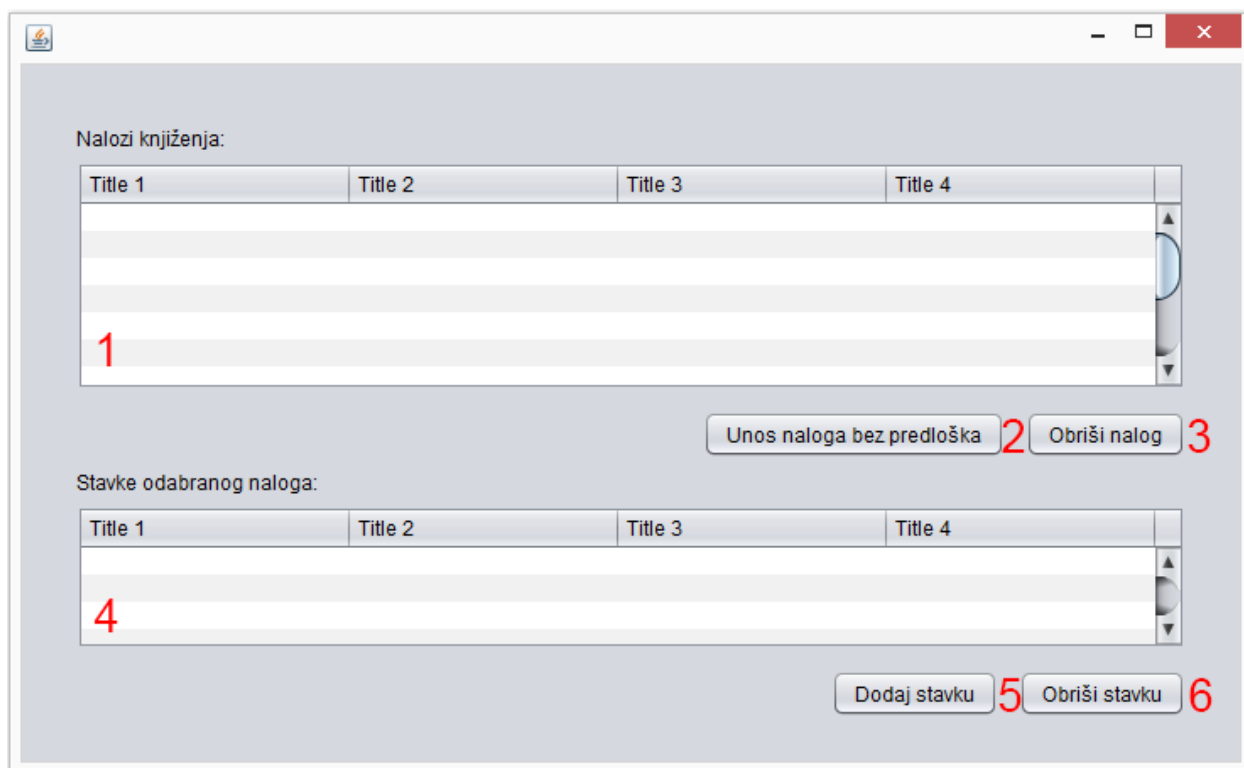 Nalozi knjiženja:
Title 1 Title 2 Title 3 Title 4
1
Unos naloga bez predloška 2 Obriši nalog 3
Stavke odabranog naloga:
Title 1 Title 2 Title 3 Title 4
4
Dodaj stavku 5 Obriši stavku 6